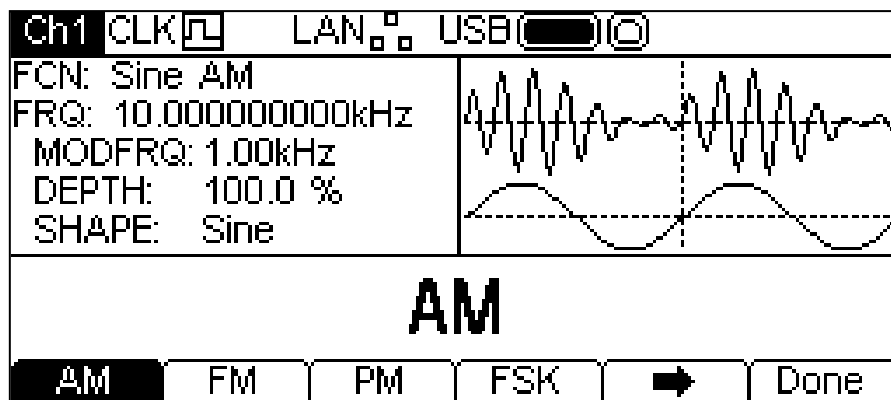 Ch1 CLK LAN USB
FCN: Sine AM
FRQ: 10.000000000kHz
MODFRQ: 1.00kHz
DEPTH: 100.0 %
SHAPE: Sine
AM
AM FM PM FSK Done